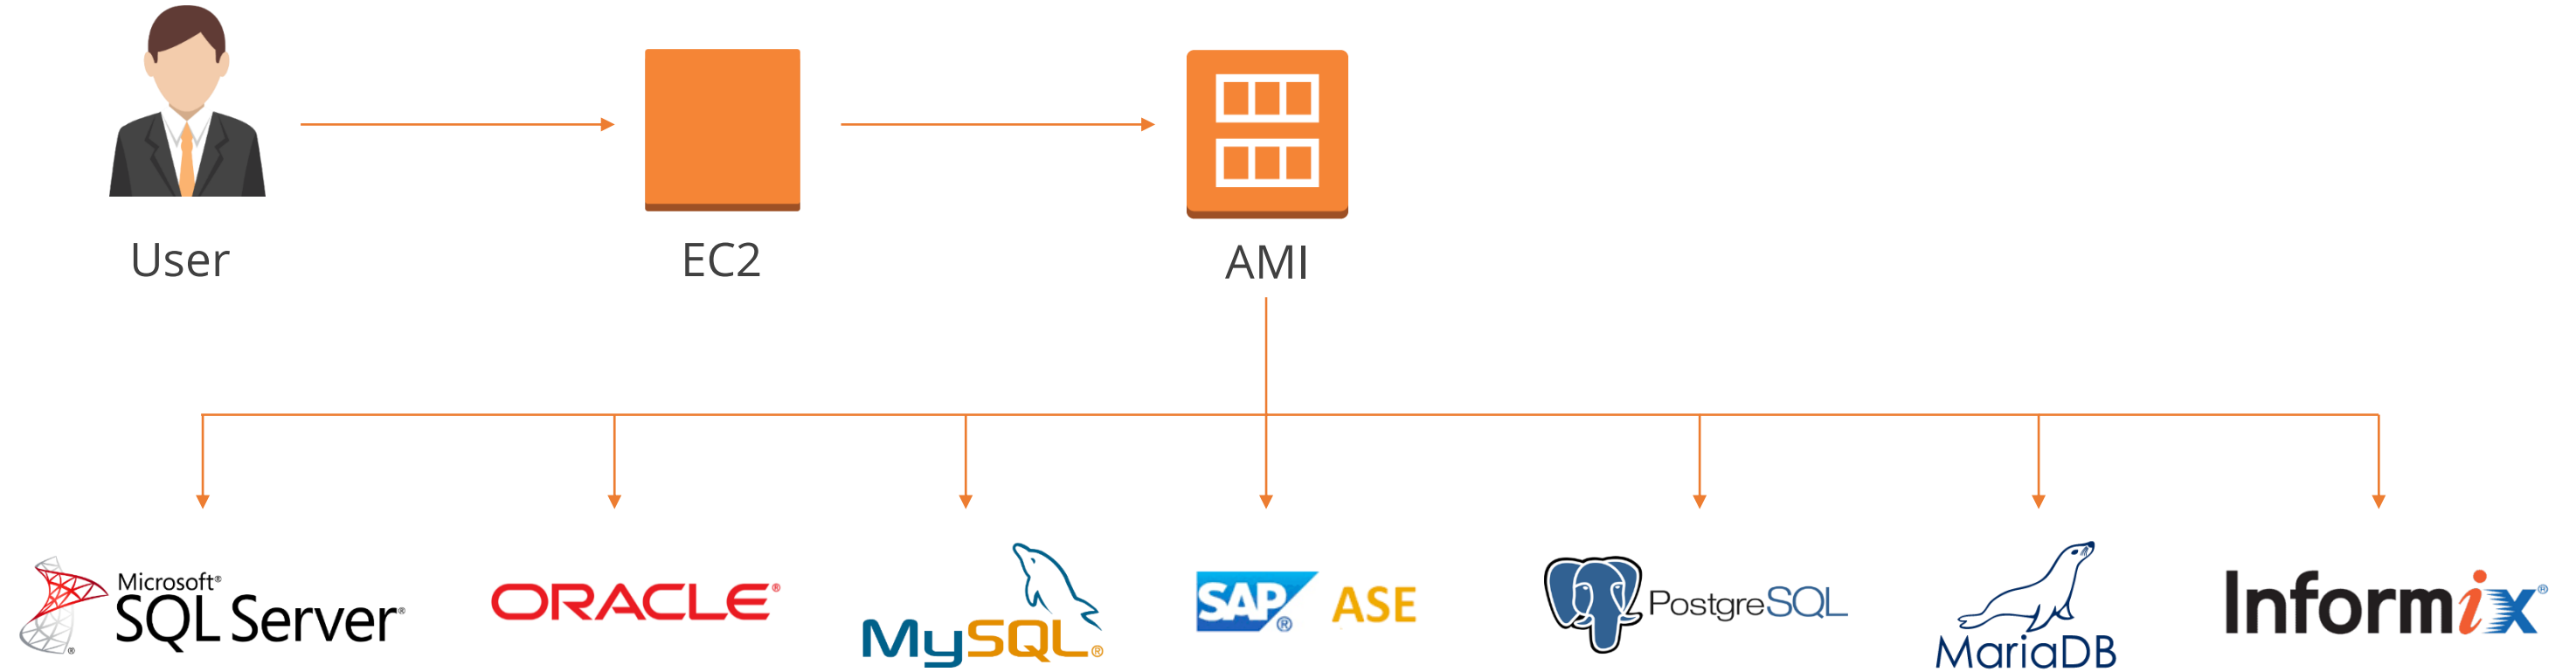 User
EC2
AMI
Microsoft®
SQL Server®
ORACLE®
MySQL®
SAP® ASE
PostgreSQL
MariaDB
Informix®